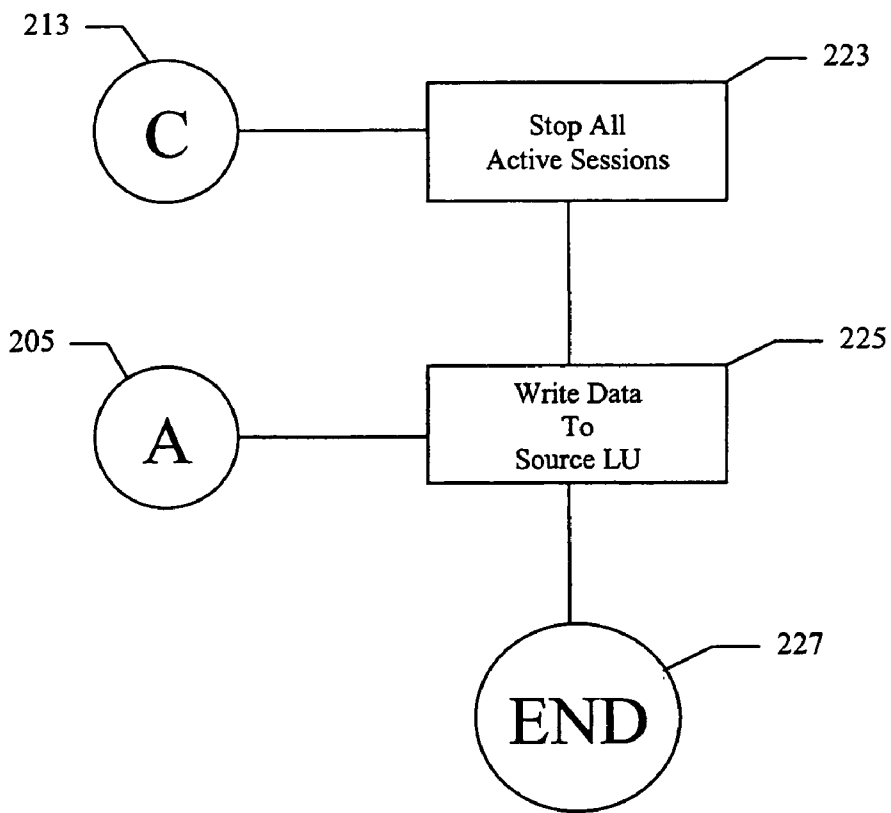 213
223
C
Stop All
Active Sessions
205
225
A
Write Data
To
Source LU
227
END